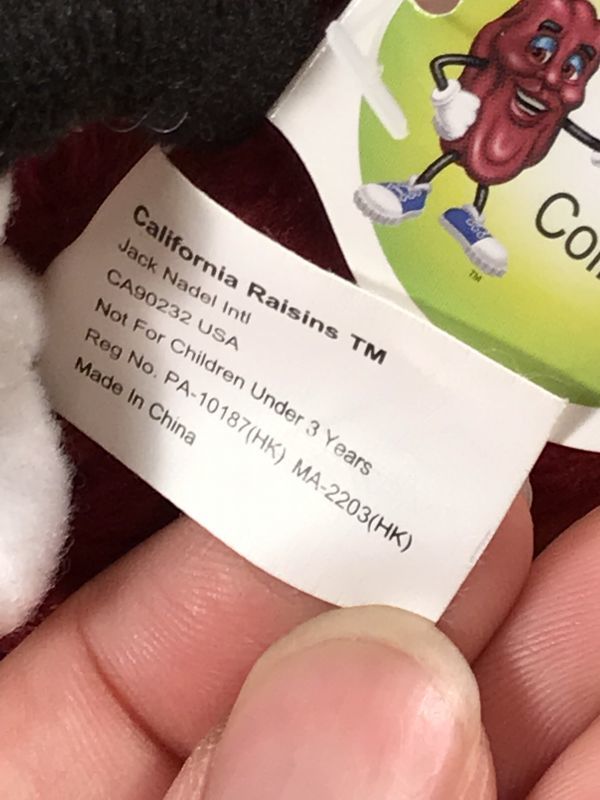 California Raisins TM
Jack Nadel Intl
CA90232 USA
Not For Children Under 3 Years
Reg No. PA-10187(HK) MA-2203(HK)
Made In China
TM